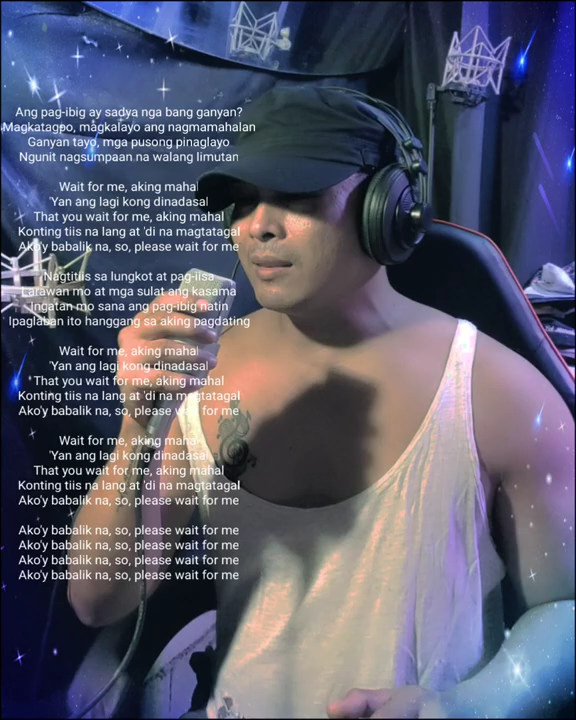 Ang pag-ibig ay sadya nga bang ganyan?
Magkatagpo, magkalayo ang nagmamahalan
Ganyan tayo, mga pusong pinaglayo
Ngunit nagsumpaan na walang limutan
Wait for me, aking mahal
'Yan ang lagi kong dinadasal
That you wait for me, aking mahal
Konting tiis na lang at 'di na magtatagal
Ako'y babalik na, so, please wait for me
Nagtitiis sa lungkot at pag-iisa
Larawan mo at mga sulat ang kasama
Ingatan mo sana ang pag-ibig natin
Ipaglaban ito hanggang sa aking pagdating
Wait for me, aking mahal
'Yan ang lagi kong dinadasal
That you wait for me, aking mahal
Konting tiis na lang at 'di na magtatagal
Ako'y babalik na, so, please wait for me
Wait for me, aking mahal
'Yan ang lagi kong dinadasal
That you wait for me, aking mahal
Konting tiis na lang at 'di na magtatagal
Ako'y babalik na, so, please wait for me
Ako'y babalik na, so, please wait for me
Ako'y babalik na, so, please wait for me
Ako'y babalik na, so, please wait for me
Ako'y babalik na, so, please wait for me